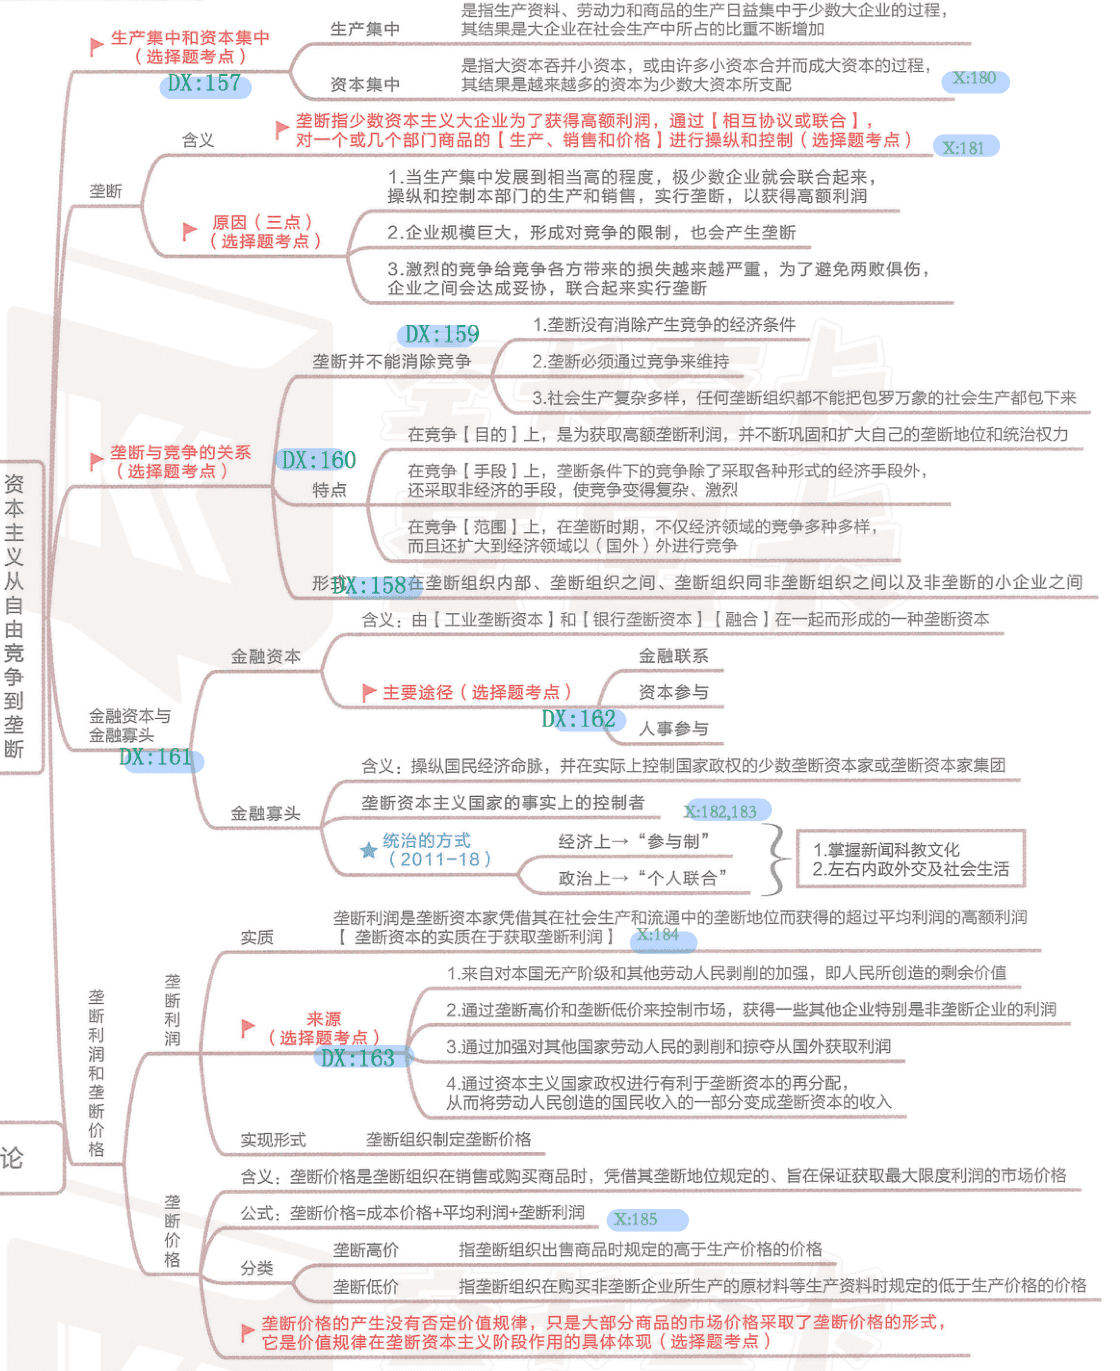 生产集中和资本集中
（选择题考点）
DX:157
生产集中
是指生产资料、劳动力和商品的生产日益集中于少数大企业的过程，
其结果是大企业在社会生产中所占的比重不断增加
资本集中
是指大资本吞并小资本，或由许多小资本合并而成大资本的过程，
其结果是越来越多的资本为少数大资本所支配
X:180
垄断
含义
垄断指少数资本主义大企业为了获得高额利润，通过【相互协议或联合】，
对一个或几个部门商品的【生产、销售和价格】进行操纵和控制（选择题考点）
X:181
原因（三点）
（选择题考点）
1.当生产集中发展到相当高的程度，极少数企业就会联合起来，
操纵和控制本部门的生产和销售，实行垄断，以获得高额利润
2.企业规模巨大，形成对竞争的限制，也会产生垄断
3.激烈的竞争给竞争各方带来的损失越来越严重，为了避免两败俱伤，
企业之间会达成妥协，联合起来实行垄断
垄断与竞争的关系
（选择题考点）
DX:159
垄断并不能消除竞争
1.垄断没有消除产生竞争的经济条件
2.垄断必须通过竞争来维持
3.社会生产复杂多样，任何垄断组织都不能把包罗万象的社会生产都包下来
DX:160
特点
在竞争【目的】上，是为获取高额垄断利润，并不断巩固和扩大自己的垄断地位和统治权力
在竞争【手段】上，垄断条件下的竞争除了采取各种形式的经济手段外，
还采取非经济的手段，使竞争变得复杂、激烈
在竞争【范围】上，在垄断时期，不仅经济领域的竞争多种多样，
而且还扩大到经济领域以（国外）外进行竞争
形式
DX:158
在垄断组织内部、垄断组织之间、垄断组织同非垄断组织之间以及非垄断的小企业之间
资本主义从自由竞争到垄断
金融资本与
金融寡头
DX:161
金融资本
含义：由【工业垄断资本】和【银行垄断资本】【融合】在一起而形成的一种垄断资本
主要途径（选择题考点）
DX:162
金融联系
资本参与
人事参与
金融寡头
含义：操纵国民经济命脉，并在实际上控制国家政权的少数垄断资本家或垄断资本家集团
垄断资本主义国家的事实上的控制者
X:182,183
统治的方式
（2011-18）
经济上→“参与制”
政治上→“个人联合”
1.掌握新闻科教文化
2.左右内政外交及社会生活
垄断利润和垄断价格
垄断利润
实质
垄断利润是垄断资本家凭借其在社会生产和流通中的垄断地位而获得的超过平均利润的高额利润
【 垄断资本的实质在于获取垄断利润】
X:184
来源
（选择题考点）
DX:163
1.来自对本国无产阶级和其他劳动人民剥削的加强，即人民所创造的剩余价值
2.通过垄断高价和垄断低价来控制市场，获得一些其他企业特别是非垄断企业的利润
3.通过加强对其他国家劳动人民的剥削和掠夺从国外获取利润
4.通过资本主义国家政权进行有利于垄断资本的再分配，
从而将劳动人民创造的国民收入的一部分变成垄断资本的收入
实现形式
垄断组织制定垄断价格
论
垄断价格
含义：垄断价格是垄断组织在销售或购买商品时，凭借其垄断地位规定的、旨在保证获取最大限度利润的市场价格
公式：垄断价格=成本价格+平均利润+垄断利润
X:185
分类
垄断高价
指垄断组织出售商品时规定的高于生产价格的价格
垄断低价
指垄断组织在购买非垄断企业所生产的原材料等生产资料时规定的低于生产价格的价格
垄断价格的产生没有否定价值规律，只是大部分商品的市场价格采取了垄断价格的形式，
它是价值规律在垄断资本主义阶段作用的具体体现（选择题考点）